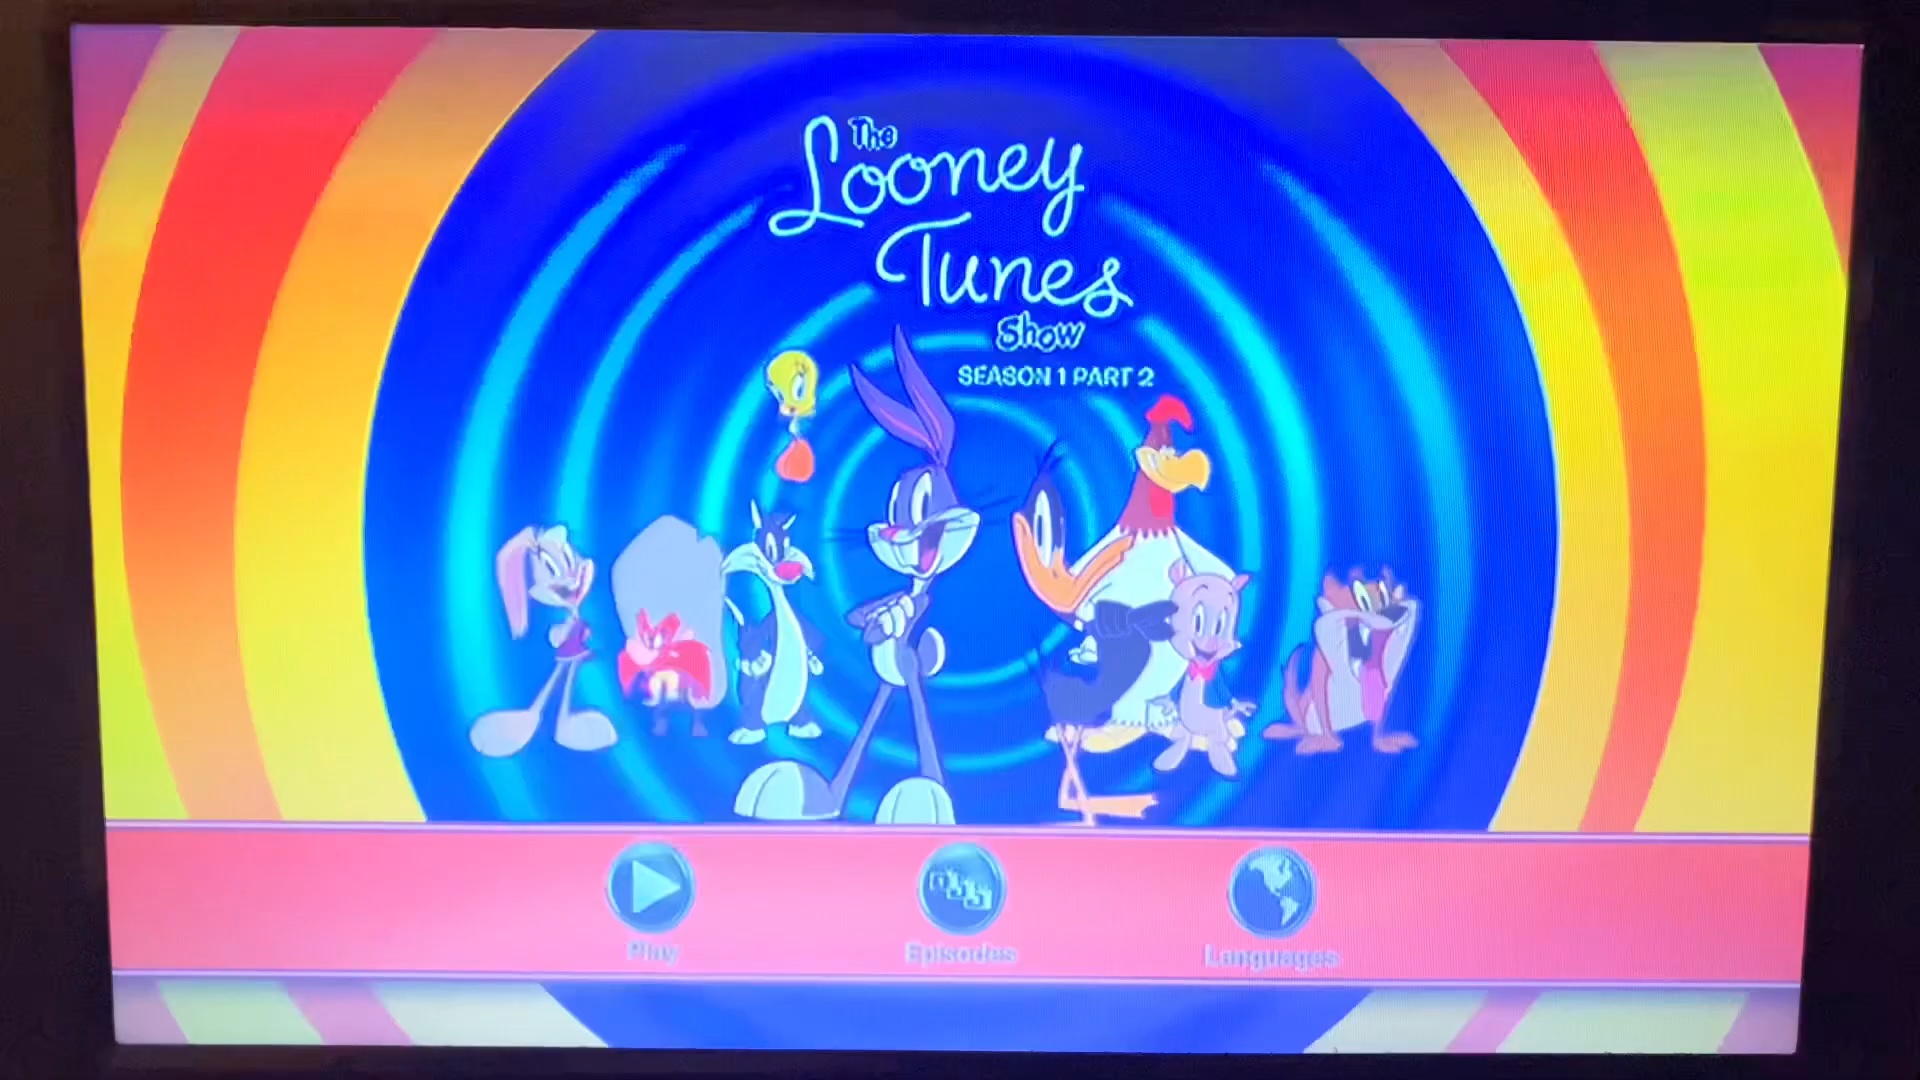 The
Looney
Tunes
Show
SEASON 1 PART 2
Play
Episodes
Languages